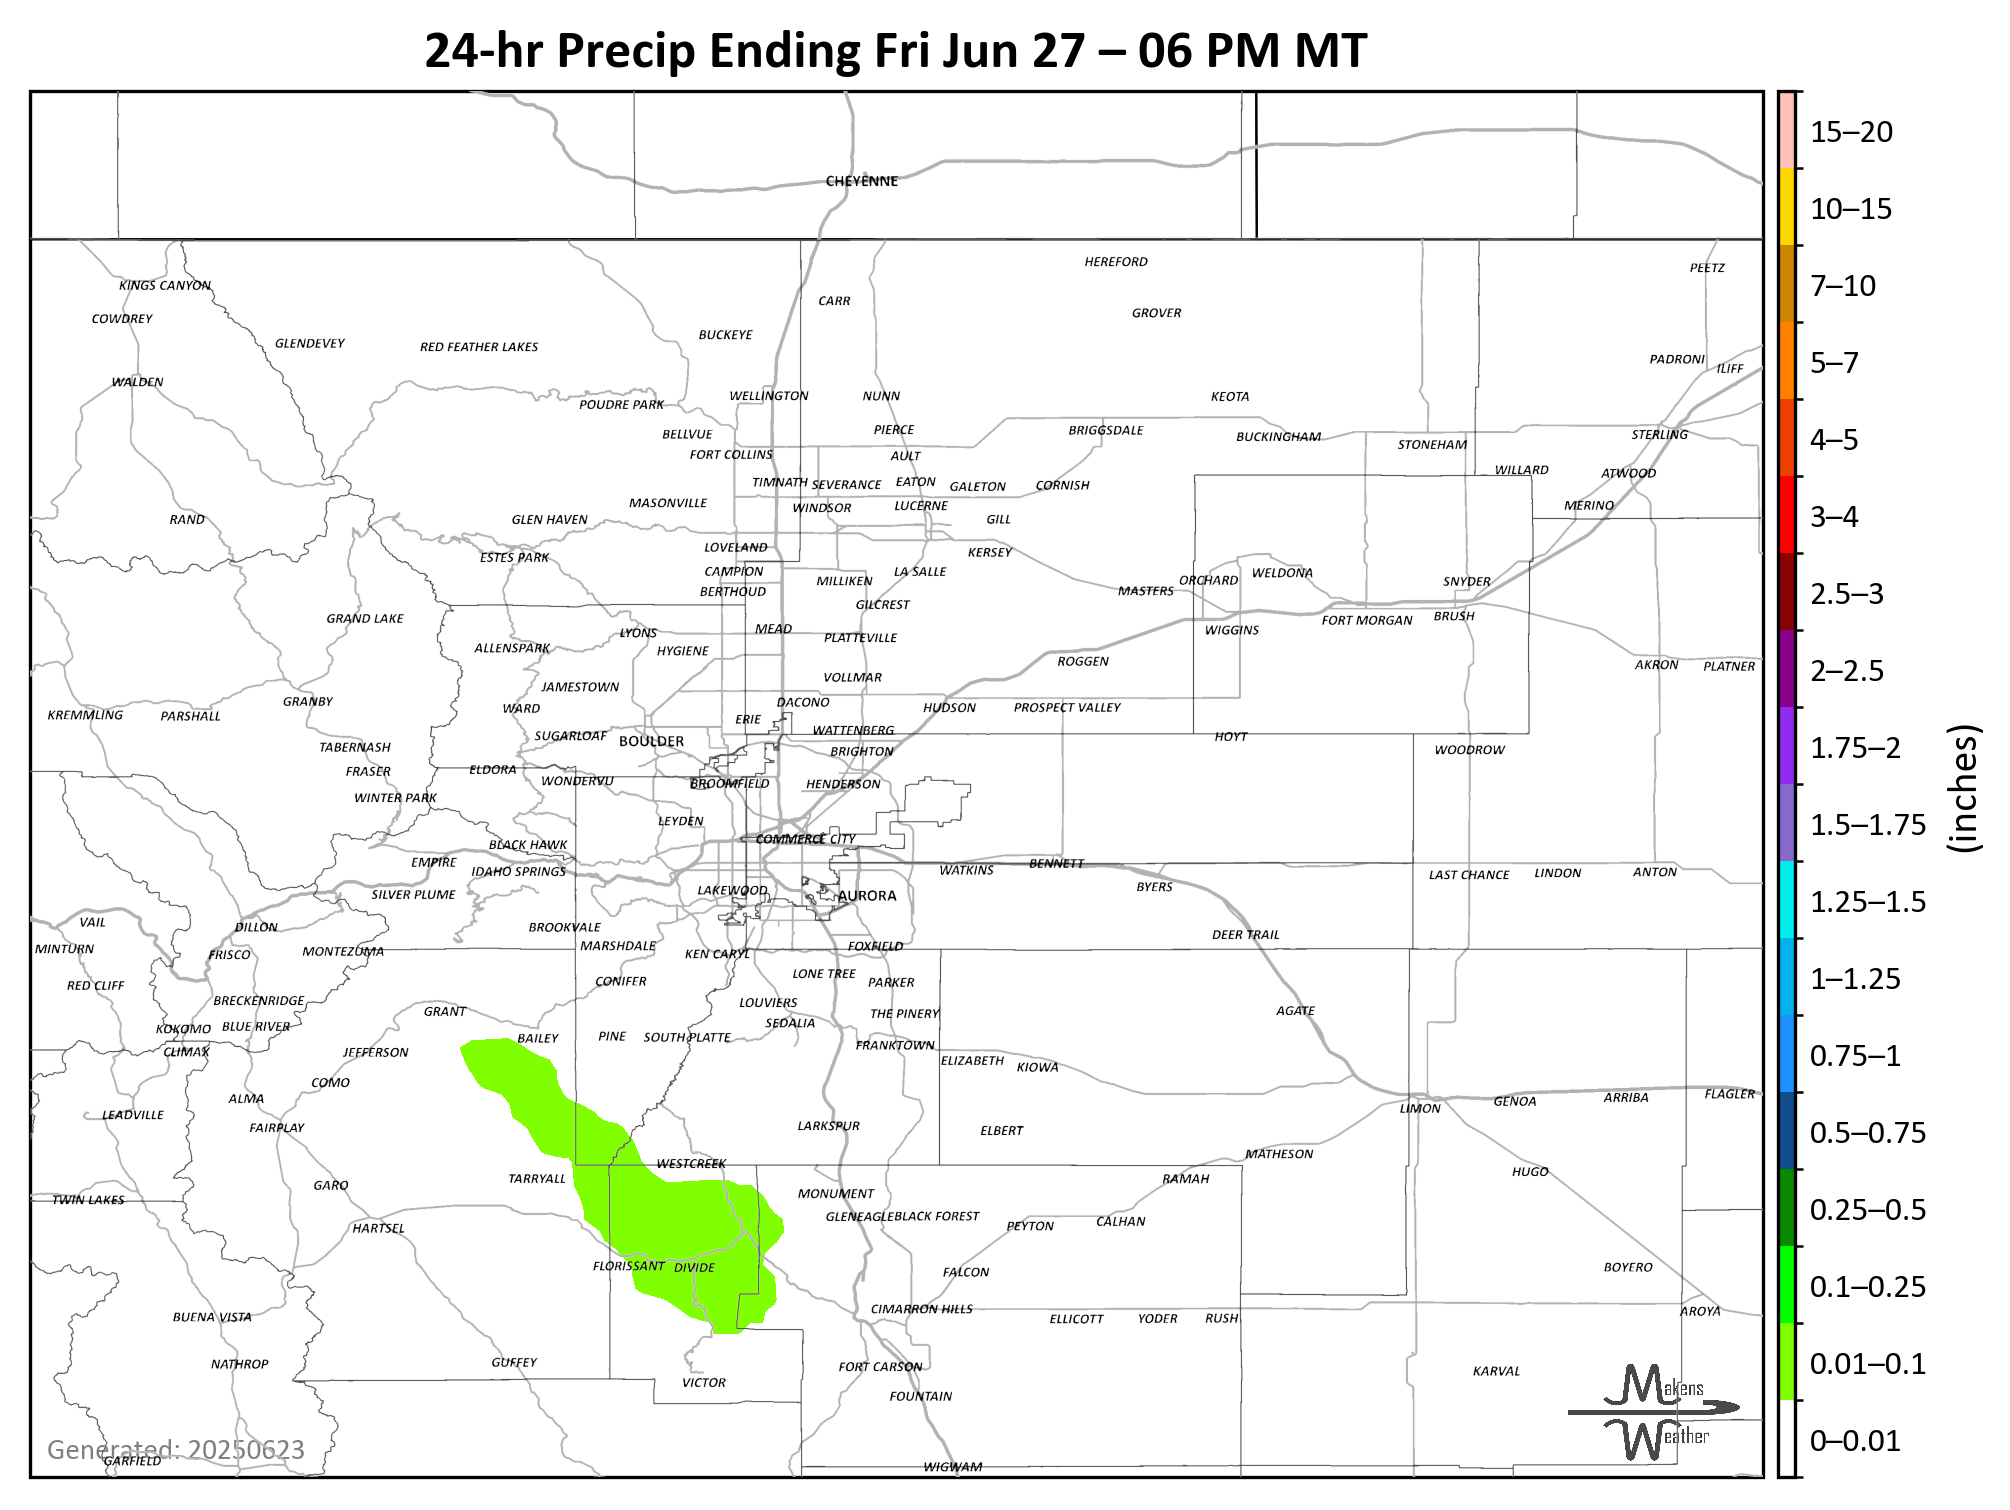 24-hr Precip Ending Fri Jun 27 – 06 PM MT
15–20
10–15
7–10
5–7
4–5
3–4
2.5–3
2–2.5
1.75–2
1.5–1.75
1.25–1.5
1–1.25
0.75–1
0.5–0.75
0.25–0.5
0.1–0.25
0.01–0.1
0–0.01
(inches)
CHEYENNE
HEREFORD
PEETZ
KINGS CANYON
CARR
GROVER
COWDREY
BUCKEYE
GLENDEVEY
RED FEATHER LAKES
PADRONI
ILIFF
WALDEN
WELLINGTON
NUNN
KEOTA
POUDRE PARK
BELLVUE
PIERCE
BRIGGSDALE
BUCKINGHAM
STERLING
STONEHAM
FORT COLLINS
AULT
WILLARD
ATWOOD
TIMNATH
SEVERANCE
EATON
GALETON
CORNISH
MASONVILLE
WINDSOR
LUCERNE
MERINO
RAND
GLEN HAVEN
GILL
LOVELAND
KERSEY
ESTES PARK
CAMPION
MILLIKEN
LA SALLE
ORCHARD
WELDONA
SNYDER
BERTHOUD
MASTERS
GILCREST
GRAND LAKE
FORT MORGAN
BRUSH
LYONS
MEAD
PLATTEVILLE
WIGGINS
ALLENSPARK
HYGIENE
ROGGEN
AKRON
PLATNER
JAMESTOWN
VOLLMAR
GRANBY
WARD
DACONO
HUDSON
PROSPECT VALLEY
KREMMLING
PARSHALL
ERIE
SUGARLOAF
BOULDER
WATTENBERG
HOYT
TABERNASH
BRIGHTON
WOODROW
FRASER
ELDORA
WONDERVU
BROOMFIELD
HENDERSON
WINTER PARK
LEYDEN
BLACK HAWK
COMMERCE CITY
EMPIRE
IDAHO SPRINGS
WATKINS
BENNETT
BYERS
LAST CHANCE
LINDON
ANTON
SILVER PLUME
LAKEWOOD
AURORA
VAIL
DILLON
BROOKVALE
DEER TRAIL
MINTURN
FRISCO
MONTEZUMA
MARSHDALE
KEN CARYL
FOXFIELD
RED CLIFF
CONIFER
LONE TREE
PARKER
BRECKENRIDGE
LOUVIERS
GRANT
THE PINERY
AGATE
KOKOMO
BLUE RIVER
SEDALIA
CLIMAX
JEFFERSON
BAILEY
PINE
SOUTH PLATTE
FRANKTOWN
ELIZABETH
KIOWA
COMO
ALMA
LIMON
GENOA
ARRIBA
FLAGLER
LEADVILLE
FAIRPLAY
LARKSPUR
ELBERT
WESTCREEK
MATHESON
HUGO
TARRYALL
GARO
MONUMENT
RAMAH
TWIN LAKES
HARTSEL
GLENEAGLE
BLACK FOREST
PEYTON
CALHAN
FLORISSANT
DIVIDE
FALCON
BOYERO
BUENA VISTA
CIMARRON HILLS
ELLICOTT
YODER
RUSH
AROYA
NATHROP
GUFFEY
FORT CARSON
KARVAL
VICTOR
FOUNTAIN
Makens
Weather
Generated: 20250623
GARFIELD
WIGWAM